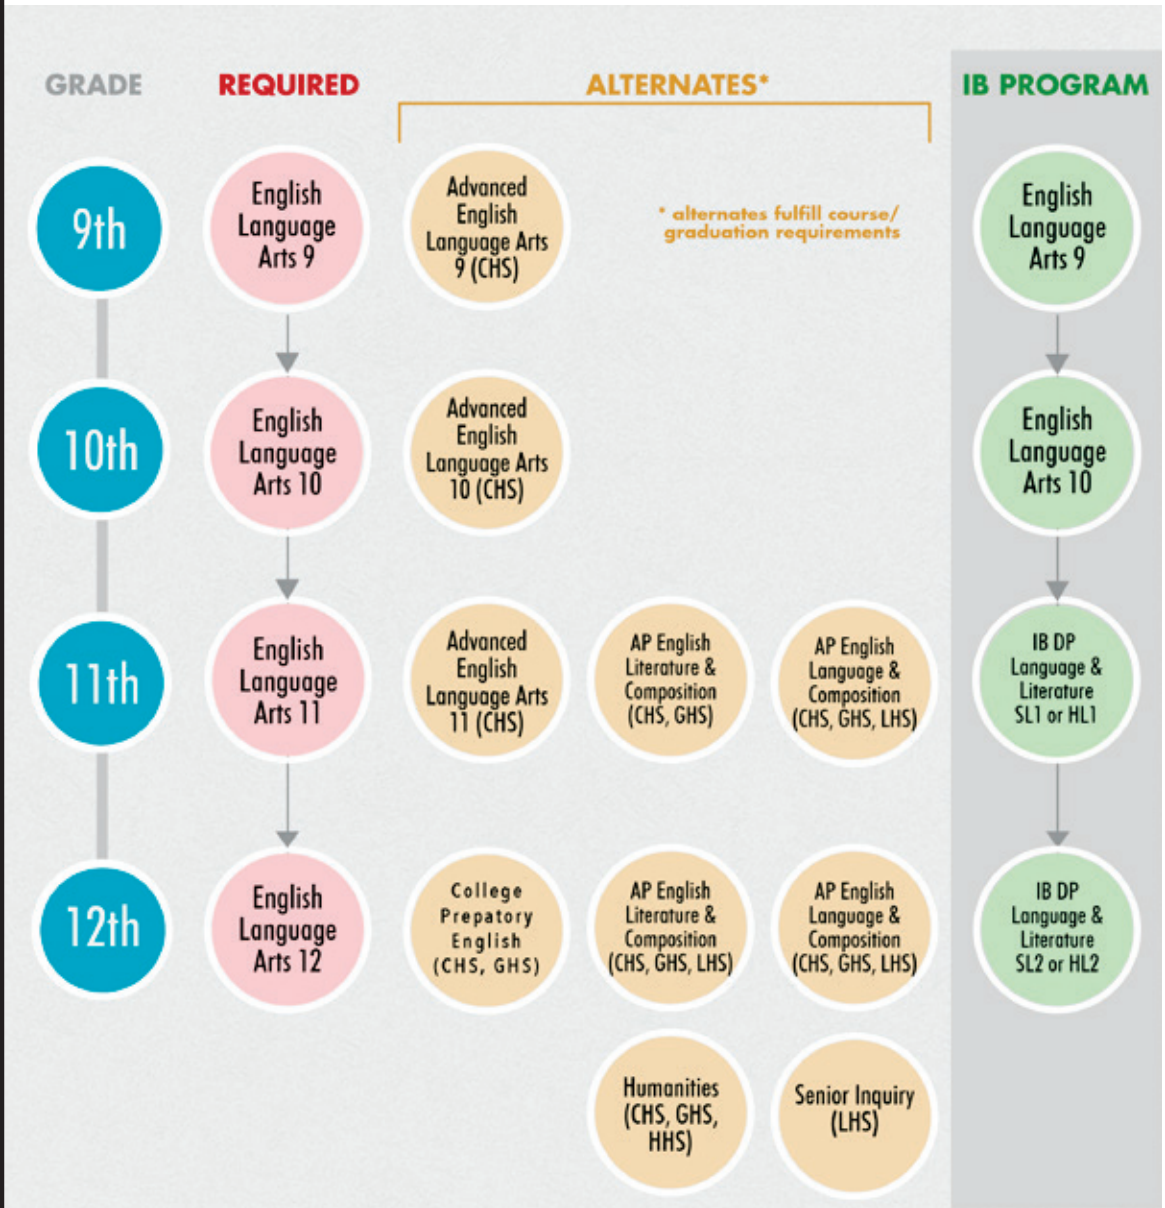 GRADE
REQUIRED
ALTERNATES*
IB PROGRAM
9th
English
Language
Arts 9
Advanced
English
Language Arts
9 (CHS)
* alternates fulfill course/
graduation requirements
English
Language
Arts 9
10th
English
Language
Arts 10
Advanced
English
Language Arts
10 (CHS)
English
Language
Arts 10
11th
English
Language
Arts 11
Advanced
English
Language Arts
11 (CHS)
AP English
Literature &
Composition
(CHS, GHS)
AP English
Language &
Composition
(CHS, GHS, LHS)
IB DP
Language &
Literature
SL1 or HL1
12th
English
Language
Arts 12
College
Prepatory
English
(CHS, GHS)
AP English
Literature &
Composition
(CHS, GHS, LHS)
AP English
Language &
Composition
(CHS, GHS, LHS)
IB DP
Language &
Literature
SL2 or HL2
Humanities
(CHS, GHS,
HHS)
Senior Inquiry
(LHS)